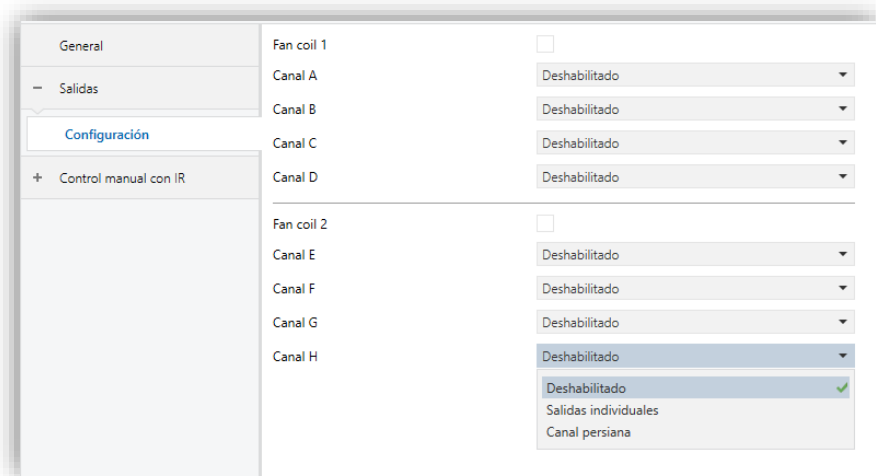 General
Salidas
Configuración
Control manual con IR
Fan coil 1
Canal A Deshabilitado
Canal B Deshabilitado
Canal C Deshabilitado
Canal D Deshabilitado
Fan coil 2
Canal E Deshabilitado
Canal F Deshabilitado
Canal G Deshabilitado
Canal H Deshabilitado
Deshabilitado
Salidas individuales
Canal persiana